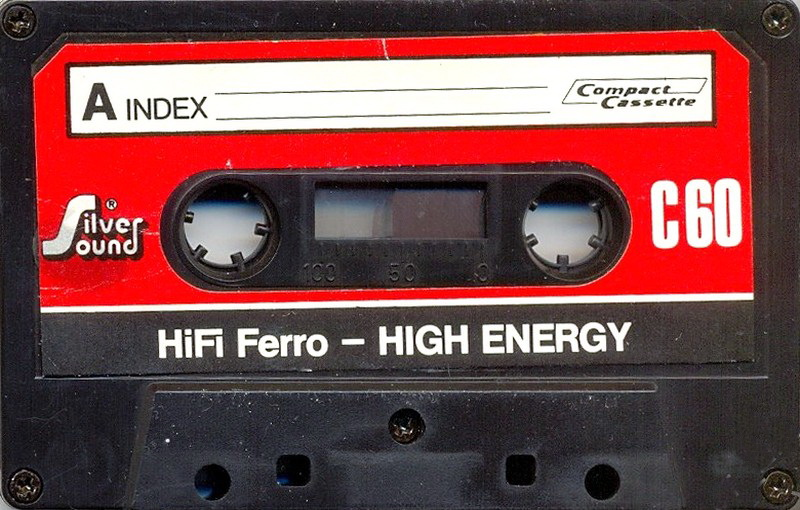 A INDEX
Compact
Cassette
Silver ®
Sound
C60
100 50 0
HiFi Ferro – HIGH ENERGY